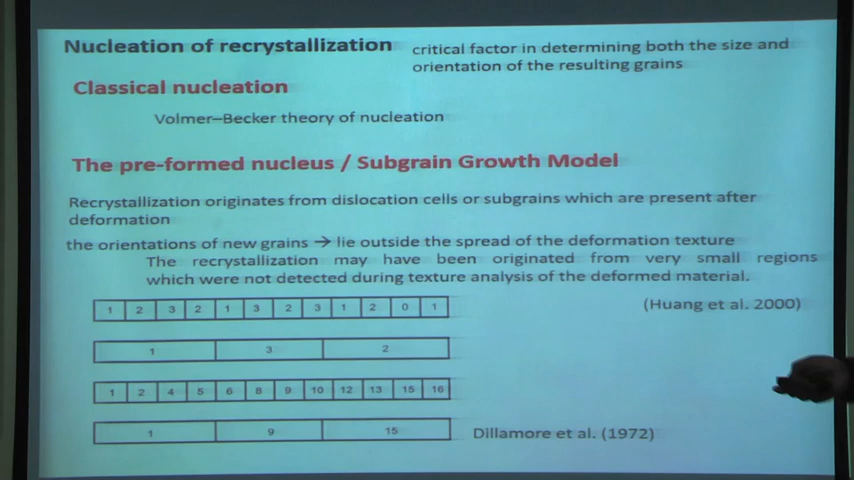 Nucleation of recrystallization critical factor in determining both the size and
orientation of the resulting grains
Classical nucleation
Volmer–Becker theory of nucleation
The pre-formed nucleus / Subgrain Growth Model
Recrystallization originates from dislocation cells or subgrains which are present after
deformation
the orientations of new grains → lie outside the spread of the deformation texture
The recrystallization may have been originated from very small regions
which were not detected during texture analysis of the deformed material.
1 2 3 2 1 3 2 3 1 2 0 1
(Huang et al. 2000)
1 3 2
1 2 4 5 6 8 9 10 12 13 15 16
1 9 15
Dillamore et al. (1972)